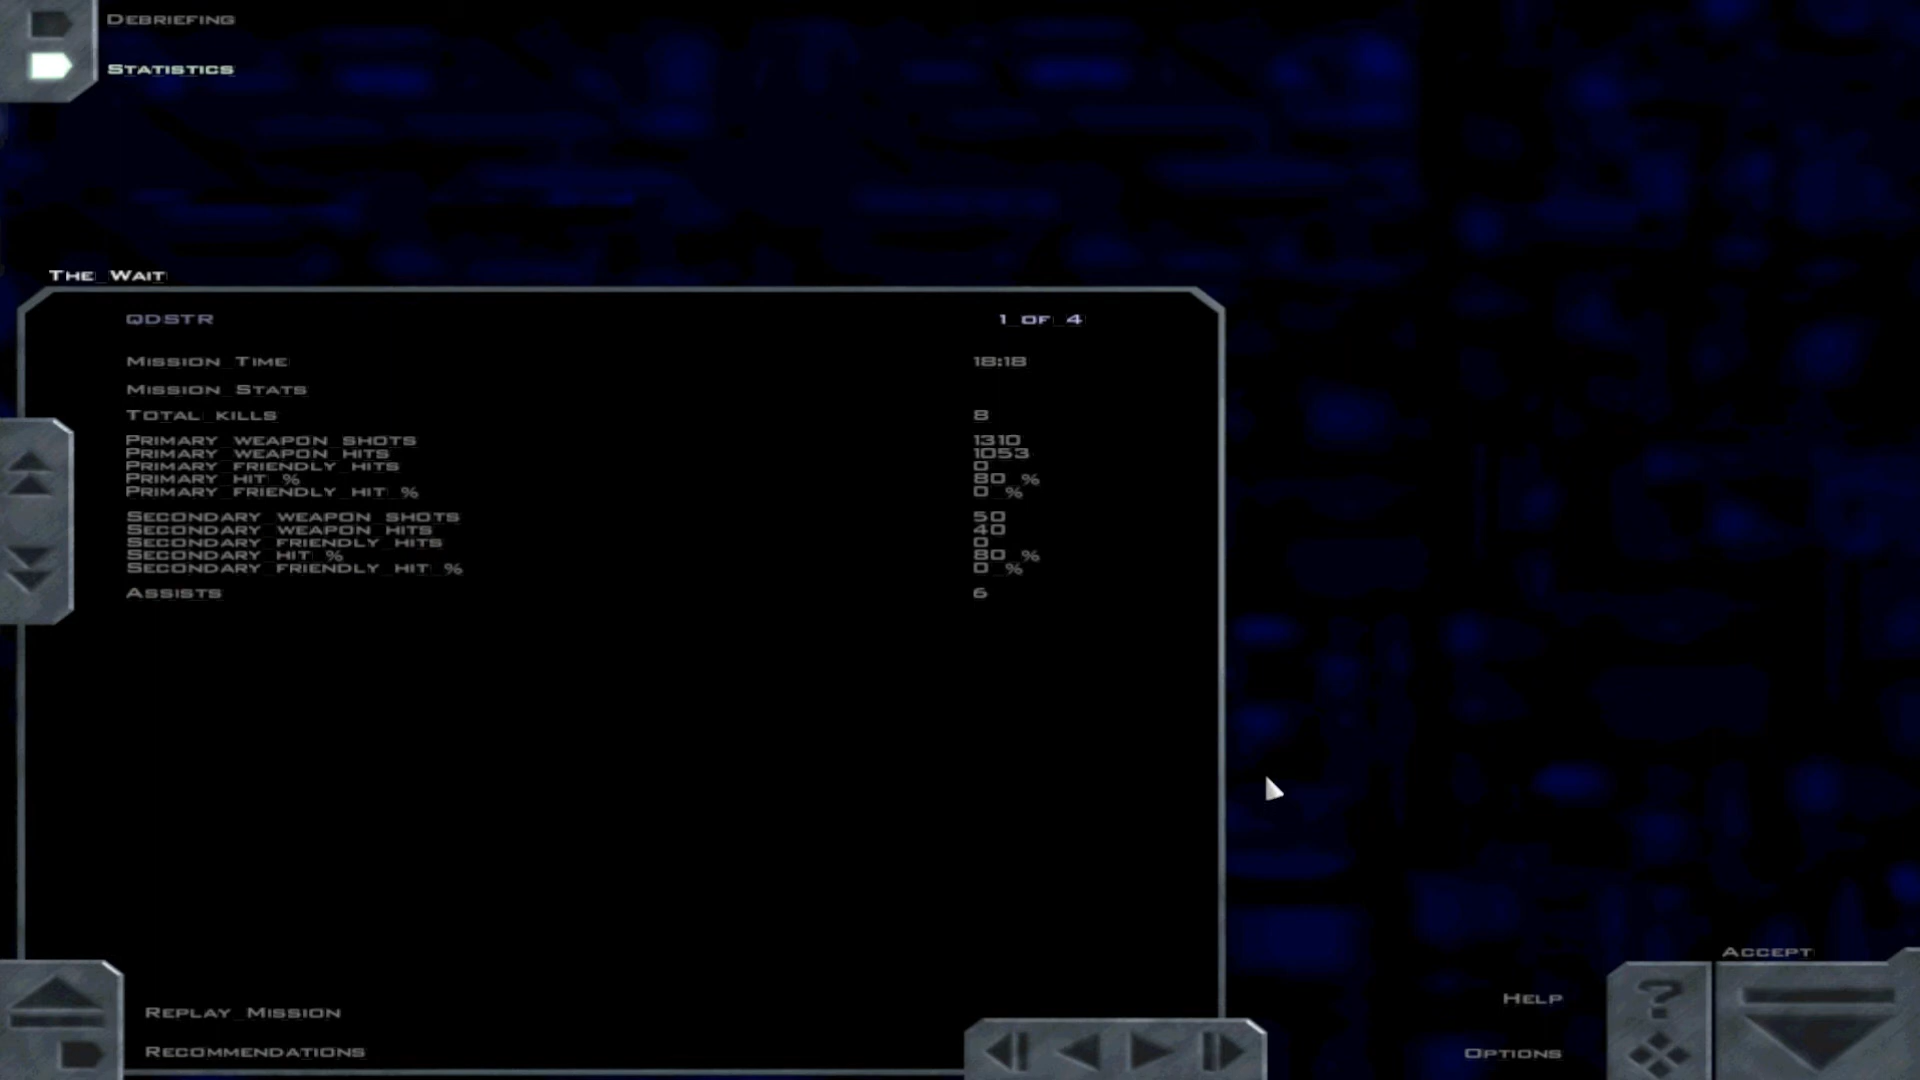 Debriefing
Statistics
The Wait
QDSTR 1 of 4
Mission Time 18:18
Mission Stats
Total kills 8
Primary weapon shots 1310
Primary weapon hits 1053
Primary friendly hits 0
Primary hit % 80 %
Primary friendly hit % 0 %
Secondary weapon shots 50
Secondary weapon hits 40
Secondary friendly hits 0
Secondary hit % 80 %
Secondary friendly hit % 0 %
Assists 6
Accept
Help
Replay Mission
Recommendations
Options